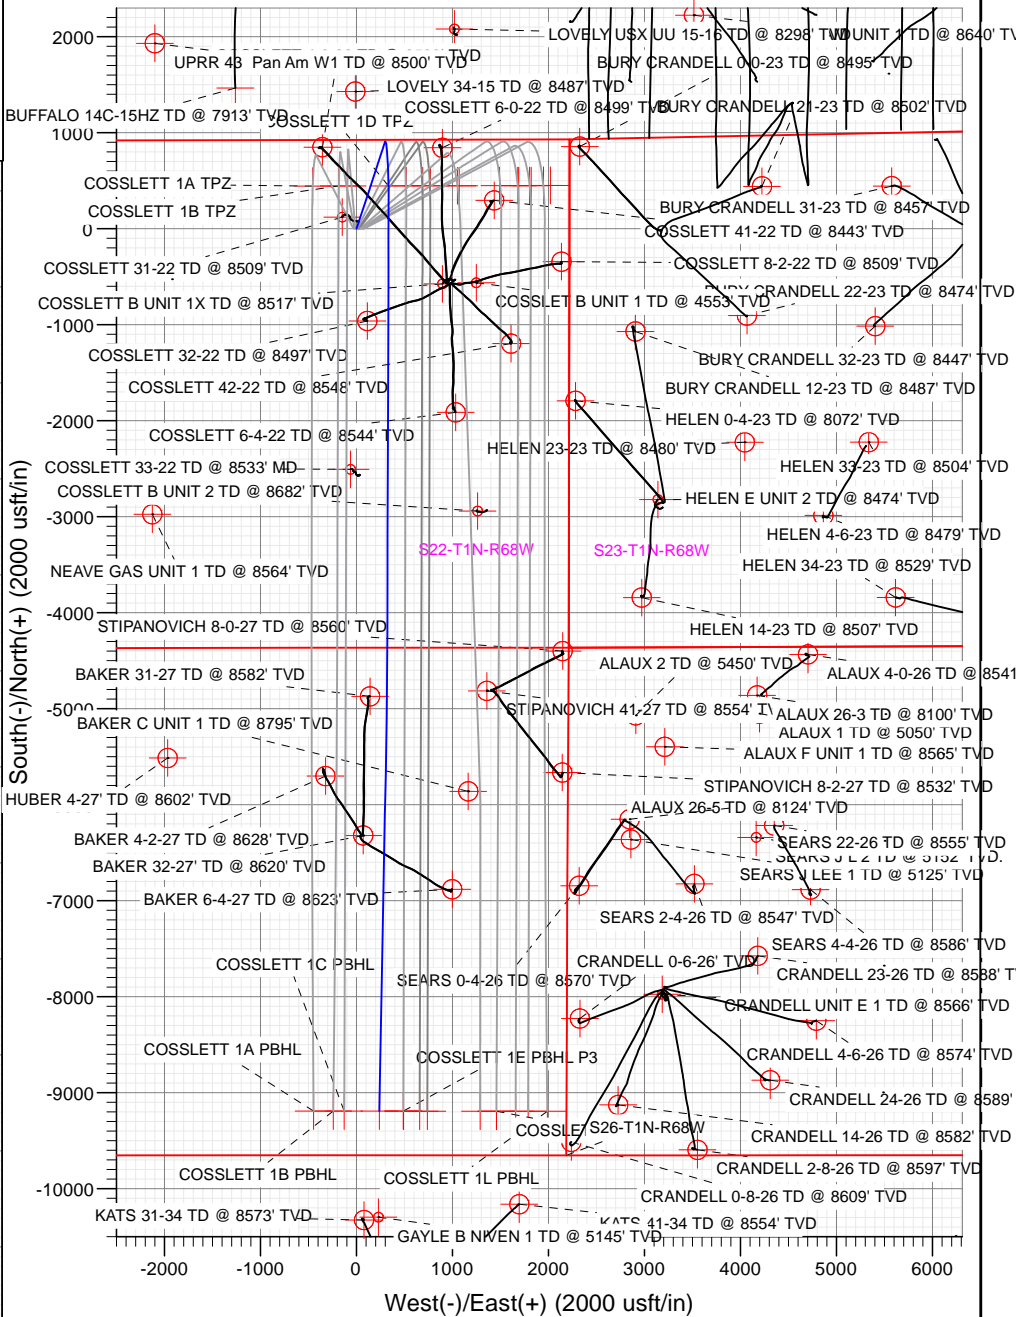 2000
LOVELY USX UU 15-16 TD @ 8298' TVD
UNIT 1 TD @ 8640' TV
TVD
UPRR 43 Pan Am W1 TD @ 8500' TVD
BURY CRANDELL 0-0-23 TD @ 8495' TVD
LOVELY 34-15 TD @ 8487' TVD
BUFFALO 14C-15HZ TD @ 7913' TVD
COSSLETT 1D TPZ
COSSLETT 6-0-22 TD @ 8499' TVD
BURY CRANDELL 21-23 TD @ 8502' TVD
1000
COSSLETT 1A TPZ
COSSLETT 1B TPZ
BURY CRANDELL 31-23 TD @ 8457' TVD
0
COSSLETT 41-22 TD @ 8443' TVD
COSSLETT 31-22 TD @ 8509' TVD
COSSLETT 8-2-22 TD @ 8509' TVD
BURY CRANDELL 22-23 TD @ 8474' TVD
COSSLETT B UNIT 1X TD @ 8517' TVD
COSSLET B UNIT 1 TD @ 4553' TVD
-1000
COSSLETT 32-22 TD @ 8497' TVD
BURY CRANDELL 32-23 TD @ 8447' TVD
COSSLETT 42-22 TD @ 8548' TVD
BURY CRANDELL 12-23 TD @ 8487' TVD
-2000
HELEN 0-4-23 TD @ 8072' TVD
COSSLETT 6-4-22 TD @ 8544' TVD
HELEN 23-23 TD @ 8480' TVD
COSSLETT 33-22 TD @ 8533' MD
HELEN 33-23 TD @ 8504' TVD
COSSLETT B UNIT 2 TD @ 8682' TVD
HELEN E UNIT 2 TD @ 8474' TVD
-3000
HELEN 4-6-23 TD @ 8479' TVD
S22-T1N-R68W
S23-T1N-R68W
NEAVE GAS UNIT 1 TD @ 8564' TVD
HELEN 34-23 TD @ 8529' TVD
-4000
STIPANOVICH 8-0-27 TD @ 8560' TVD
HELEN 14-23 TD @ 8507' TVD
ALAUX 2 TD @ 5450' TVD
BAKER 31-27 TD @ 8582' TVD
ALAUX 4-0-26 TD @ 8541
-5000
STIPANOVICH 41-27 TD @ 8554' TVD
ALAUX 26-3 TD @ 8100' TVD
BAKER C UNIT 1 TD @ 8795' TVD
ALAUX 1 TD @ 5050' TVD
ALAUX F UNIT 1 TD @ 8565' TVD
STIPANOVICH 8-2-27 TD @ 8532' TVD
HUBER 4-27' TD @ 8602' TVD
ALAUX 26-5 TD @ 8124' TVD
BAKER 4-2-27 TD @ 8628' TVD
SEARS 22-26 TD @ 8555' TVD
SEARS J L 2 TD @ 5152' TVD.
BAKER 32-27' TD @ 8620' TVD
SEARS J LEE 1 TD @ 5125' TVD
-7000
BAKER 6-4-27 TD @ 8623' TVD
SEARS 2-4-26 TD @ 8547' TVD
SEARS 4-4-26 TD @ 8586' TVD
COSSLETT 1C PBHL
CRANDELL 0-6-26' TVD
CRANDELL 23-26 TD @ 8588' TV
SEARS 0-4-26 TD @ 8570' TVD
-8000
CRANDELL UNIT E 1 TD @ 8566' TVD
COSSLETT 1A PBHL
COSSLETT 1E PBHL P3
CRANDELL 4-6-26 TD @ 8574' TVD
-9000
CRANDELL 24-26 TD @ 8589'
COSSLET
S26-T1N-R68W
CRANDELL 14-26 TD @ 8582' TVD
COSSLETT 1B PBHL
COSSLETT 1L PBHL
CRANDELL 2-8-26 TD @ 8597' TVD
-10000
CRANDELL 0-8-26 TD @ 8609' TVD
KATS 31-34 TD @ 8573' TVD
KATS 41-34 TD @ 8554' TVD
GAYLE B NIVEN 1 TD @ 5145' TVD
-2000 -1000 0 1000 2000 3000 4000 5000 6000
West(-)/East(+) (2000 usft/in)
South(-)/North(+) (2000 usft/in)